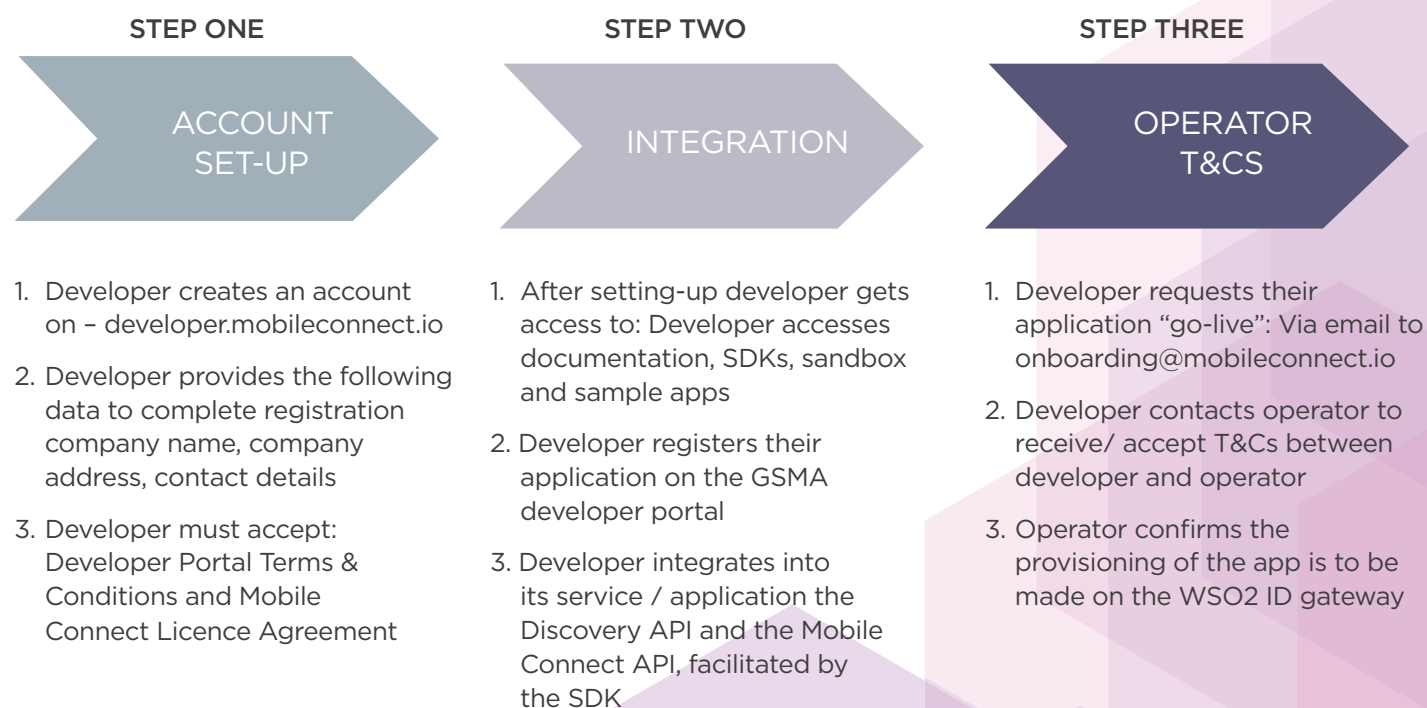 STEP ONE
ACCOUNT
SET-UP
1. Developer creates an account
on – developer.mobileconnect.io
2. Developer provides the following
data to complete registration
company name, company
address, contact details
3. Developer must accept:
Developer Portal Terms &
Conditions and Mobile
Connect Licence Agreement
STEP TWO
INTEGRATION
1. After setting-up developer gets
access to: Developer accesses
documentation, SDKs, sandbox
and sample apps
2. Developer registers their
application on the GSMA
developer portal
3. Developer integrates into
its service / application the
Discovery API and the Mobile
Connect API, facilitated by
the SDK
STEP THREE
OPERATOR
T&CS
1. Developer requests their
application “go-live”: Via email to
onboarding@mobileconnect.io
2. Developer contacts operator to
receive/ accept T&Cs between
developer and operator
3. Operator confirms the
provisioning of the app is to be
made on the WSO2 ID gateway